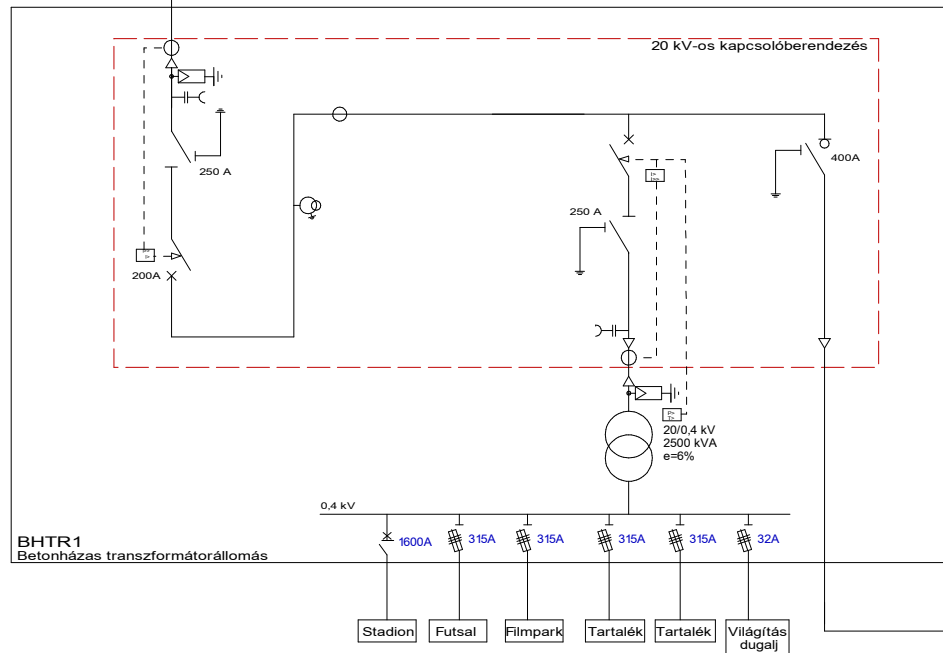 20 kV-os kapcsolóberendezés
250 A
400A
I>
I>>
250 A
200A
P>
T>
20/0,4 kV
2500 kVA
e=6%
0,4 kV
BHTR1
Betonházas transzformátorállomás
1600A
315A
315A
315A
315A
32A
Stadion
Futsal
Filmpark
Tartalék
Tartalék
Világítás
dugalj